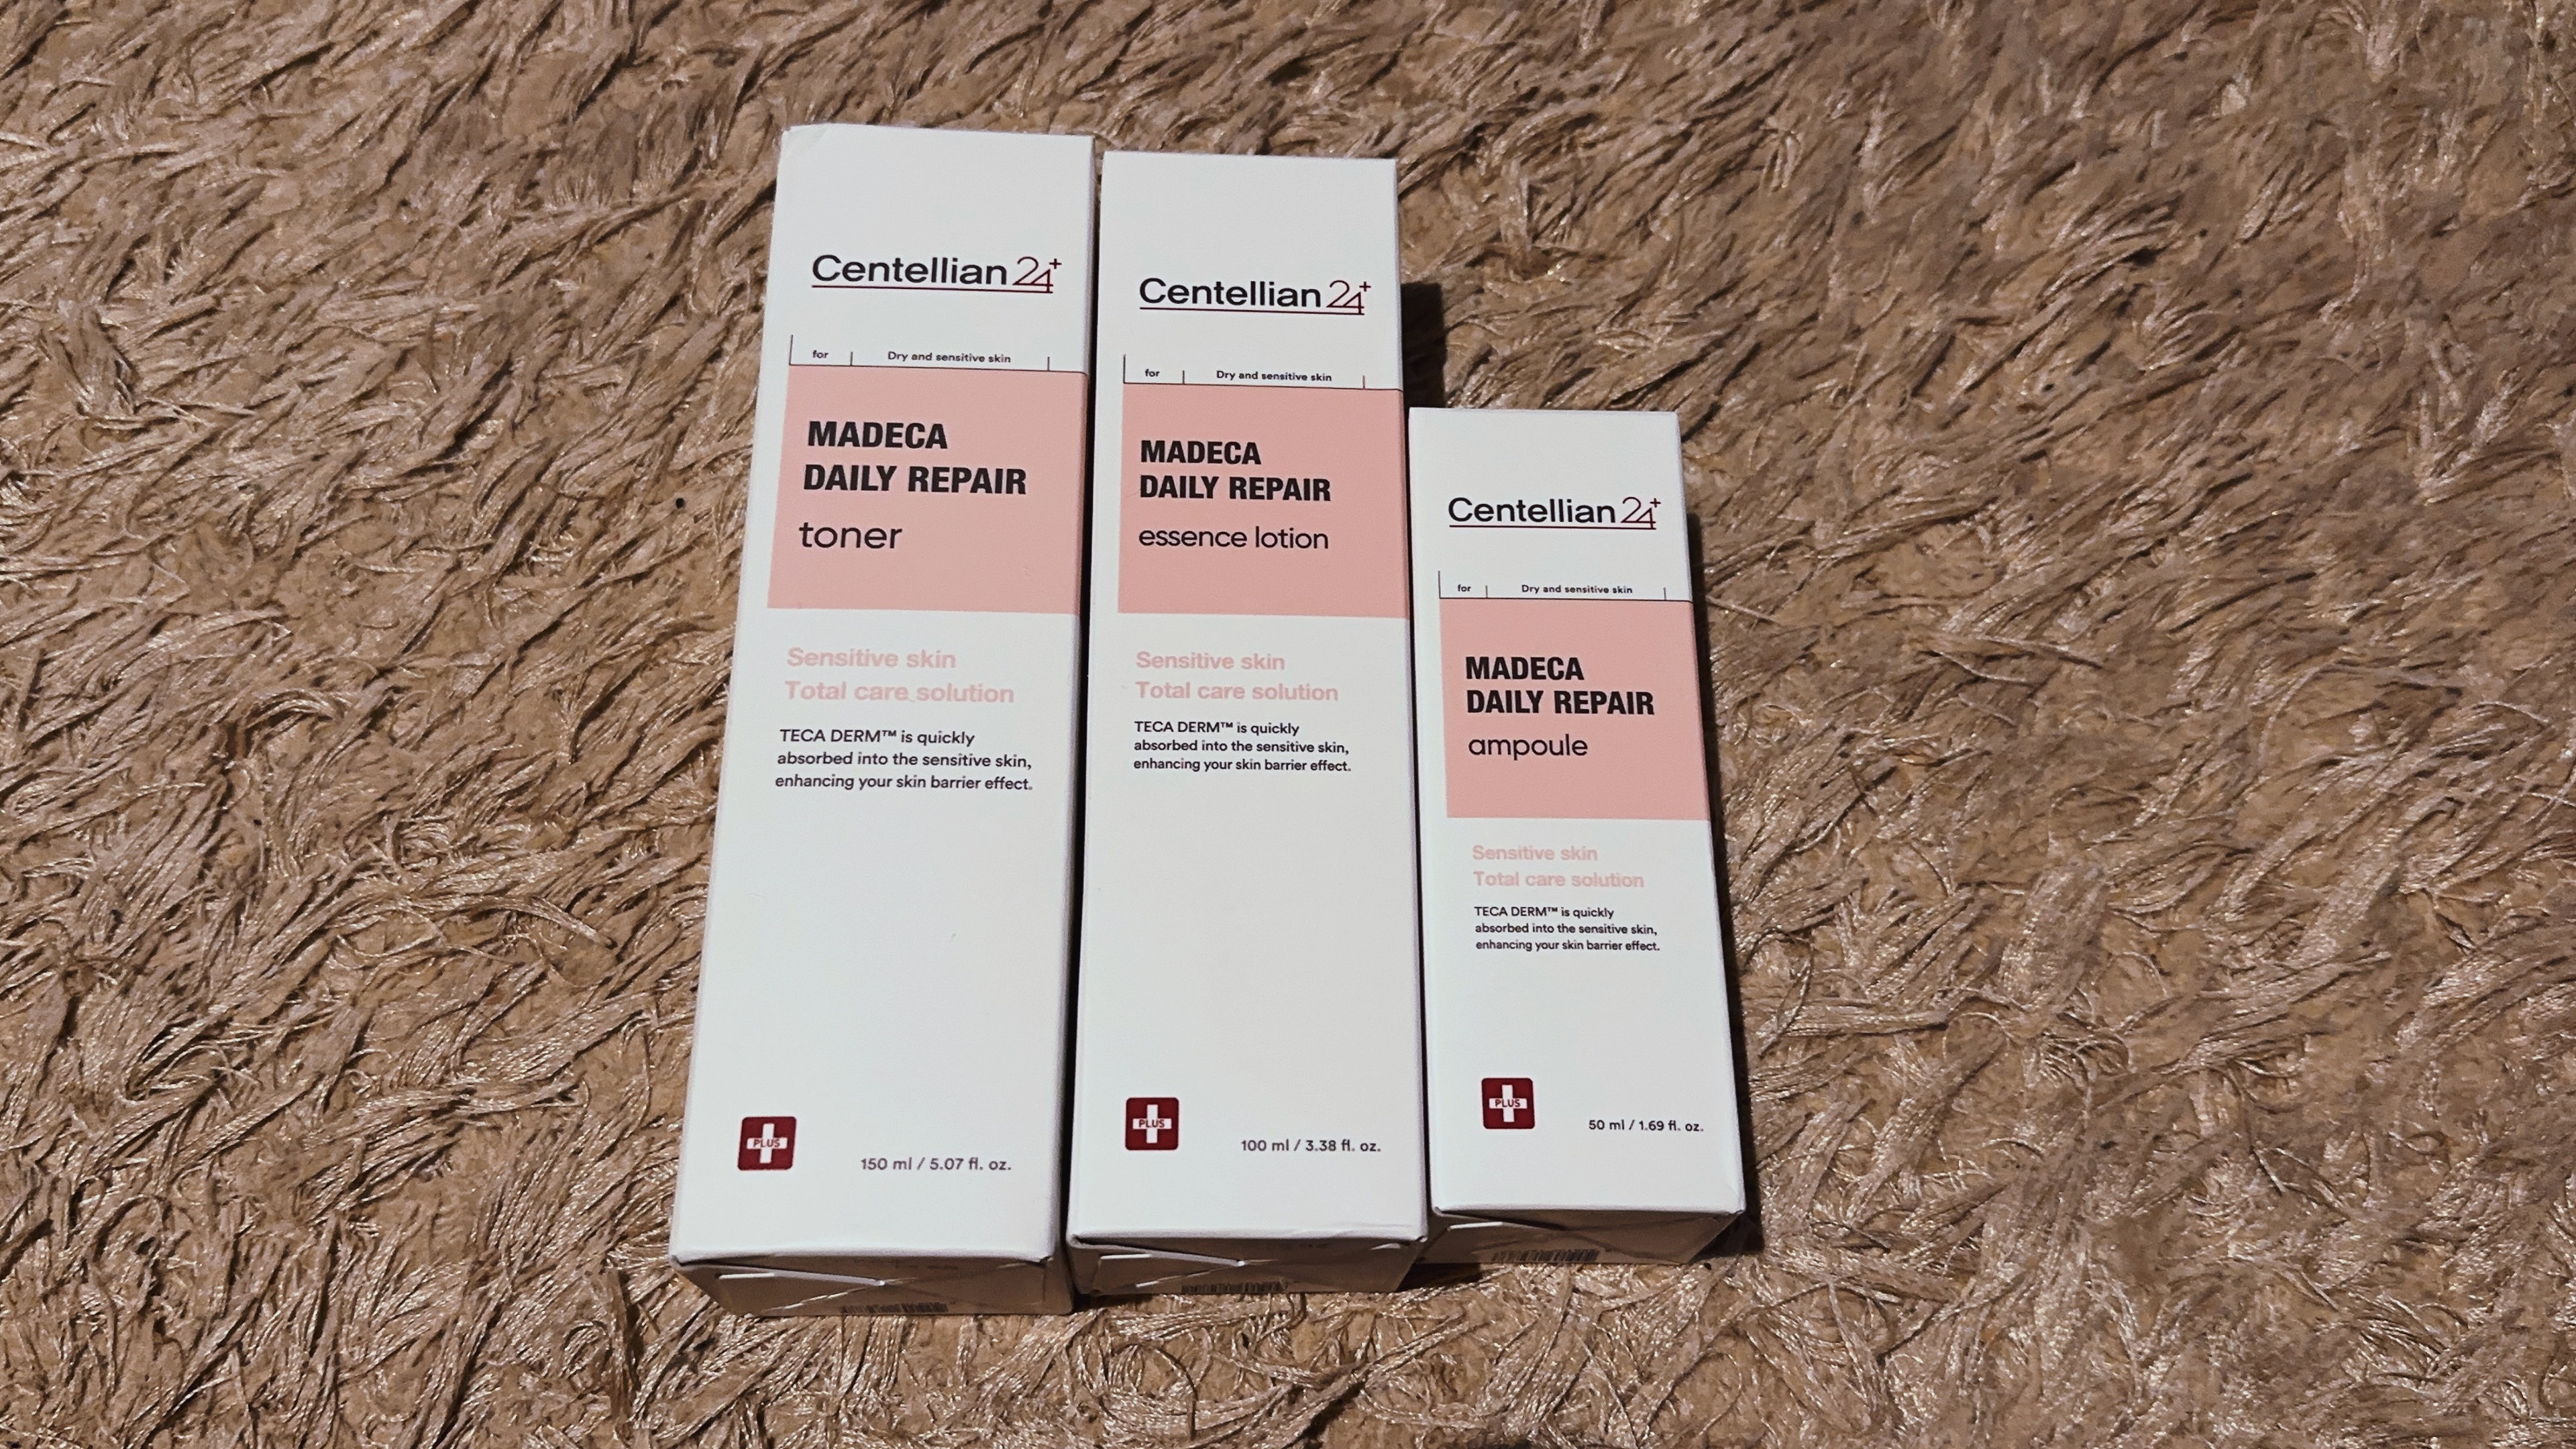 Centellian 24+
for Dry and sensitive skin
MADECA
DAILY REPAIR
toner
Sensitive skin
Total care solution
TECA DERM™ is quickly
absorbed into the sensitive skin,
enhancing your skin barrier effect.
PLUS
150 ml / 5.07 fl. oz.
Centellian 24+
for Dry and sensitive skin
MADECA
DAILY REPAIR
essence lotion
Sensitive skin
Total care solution
TECA DERM™ is quickly
absorbed into the sensitive skin,
enhancing your skin barrier effect.
PLUS
100 ml / 3.38 fl. oz.
Centellian 24+
for Dry and sensitive skin
MADECA
DAILY REPAIR
ampoule
Sensitive skin
Total care solution
TECA DERM™ is quickly
absorbed into the sensitive skin,
enhancing your skin barrier effect.
PLUS
50 ml / 1.69 fl. oz.